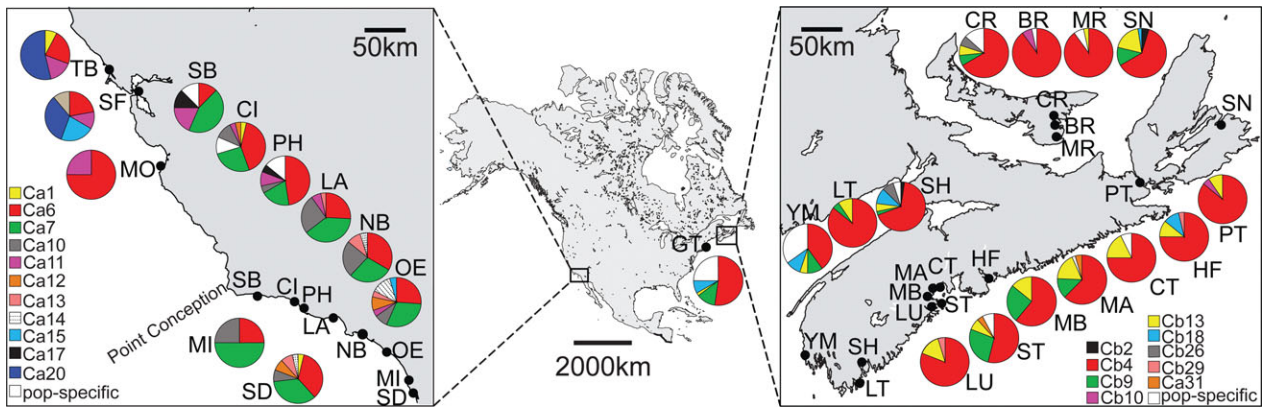 50km
TB
SF
MO
SB
CI
PH
LA
NB
OE
Ca1
Ca6
Ca7
Ca10
Ca11
Ca12
Ca13
Ca14
Ca15
Ca17
Ca20
pop-specific
Point Conception
SB
CI
PH
LA
NB
OE
MI
SD
MI
SD
GT
2000km
50km
CR BR MR SN
CR
BR
MR
SN
PT
YM LT SH
PT
HF
CT
MA
MB
ST
LU
MA CT HF
MB
LU ST
YM SH
LT
Cb2
Cb4
Cb9
Cb10
Cb13
Cb18
Cb26
Cb29
Ca31
pop-specific